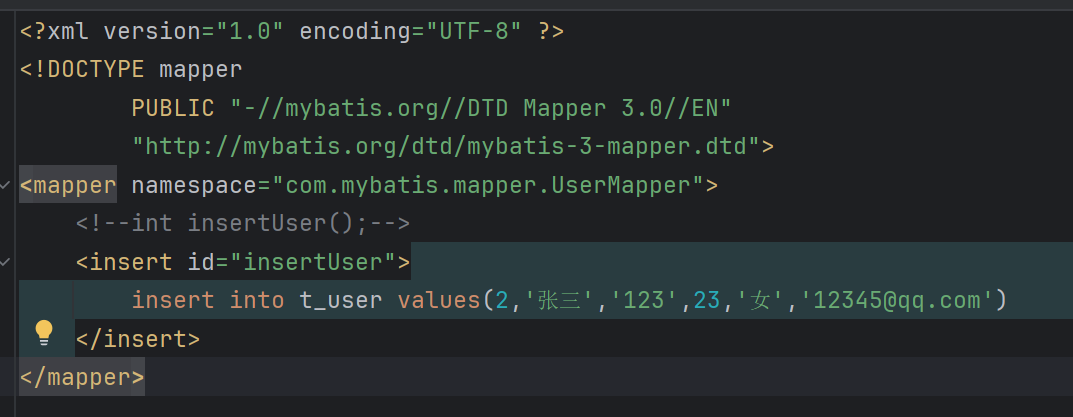 <?xml version="1.0" encoding="UTF-8" ?>
<!DOCTYPE mapper
        PUBLIC "-//mybatis.org//DTD Mapper 3.0//EN"
        "http://mybatis.org/dtd/mybatis-3-mapper.dtd">
<mapper namespace="com.mybatis.mapper.UserMapper">
    <!--int insertUser();-->
    <insert id="insertUser">
        insert into t_user values(2,'张三','123',23,'女','12345@qq.com')
    </insert>
</mapper>